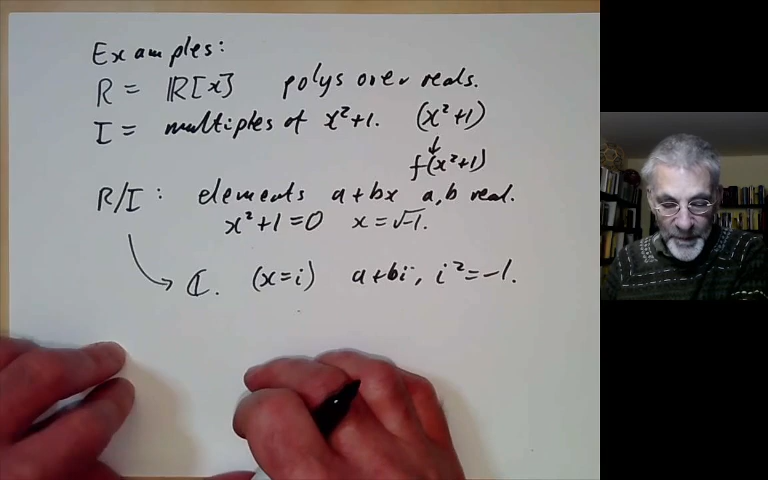 Examples:
R = ℝ[x] polys over reals.
I = multiples of x²+1. (x²+1)
↓
f(x²+1)
R/I : elements a+bx a,b real.
x²+1=0 x=√-1.
ℂ. (x=i) a+bi, i²=-1.